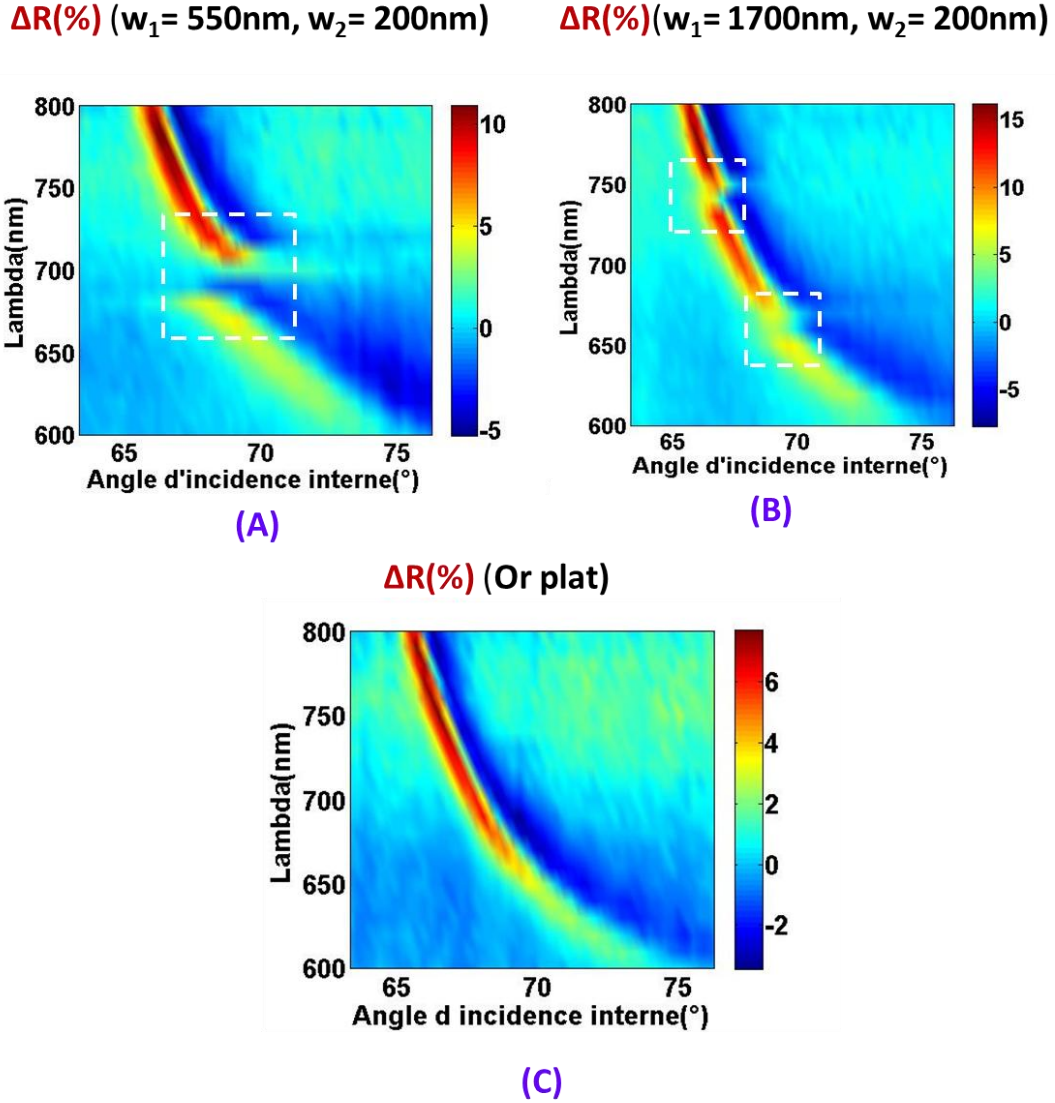 ΔR(%) (w₁= 550nm, w₂= 200nm)
ΔR(%)(w₁= 1700nm, w₂= 200nm)
800
750
700
650
600
Lambda(nm)
65 70 75
Angle d'incidence interne(°)
10
5
0
-5
(A)
800
750
700
650
600
Lambda(nm)
65 70 75
Angle d'incidence interne(°)
15
10
5
0
-5
(B)
ΔR(%) (Or plat)
800
750
700
650
600
Lambda(nm)
65 70 75
Angle d incidence interne(°)
6
4
2
0
-2
(C)